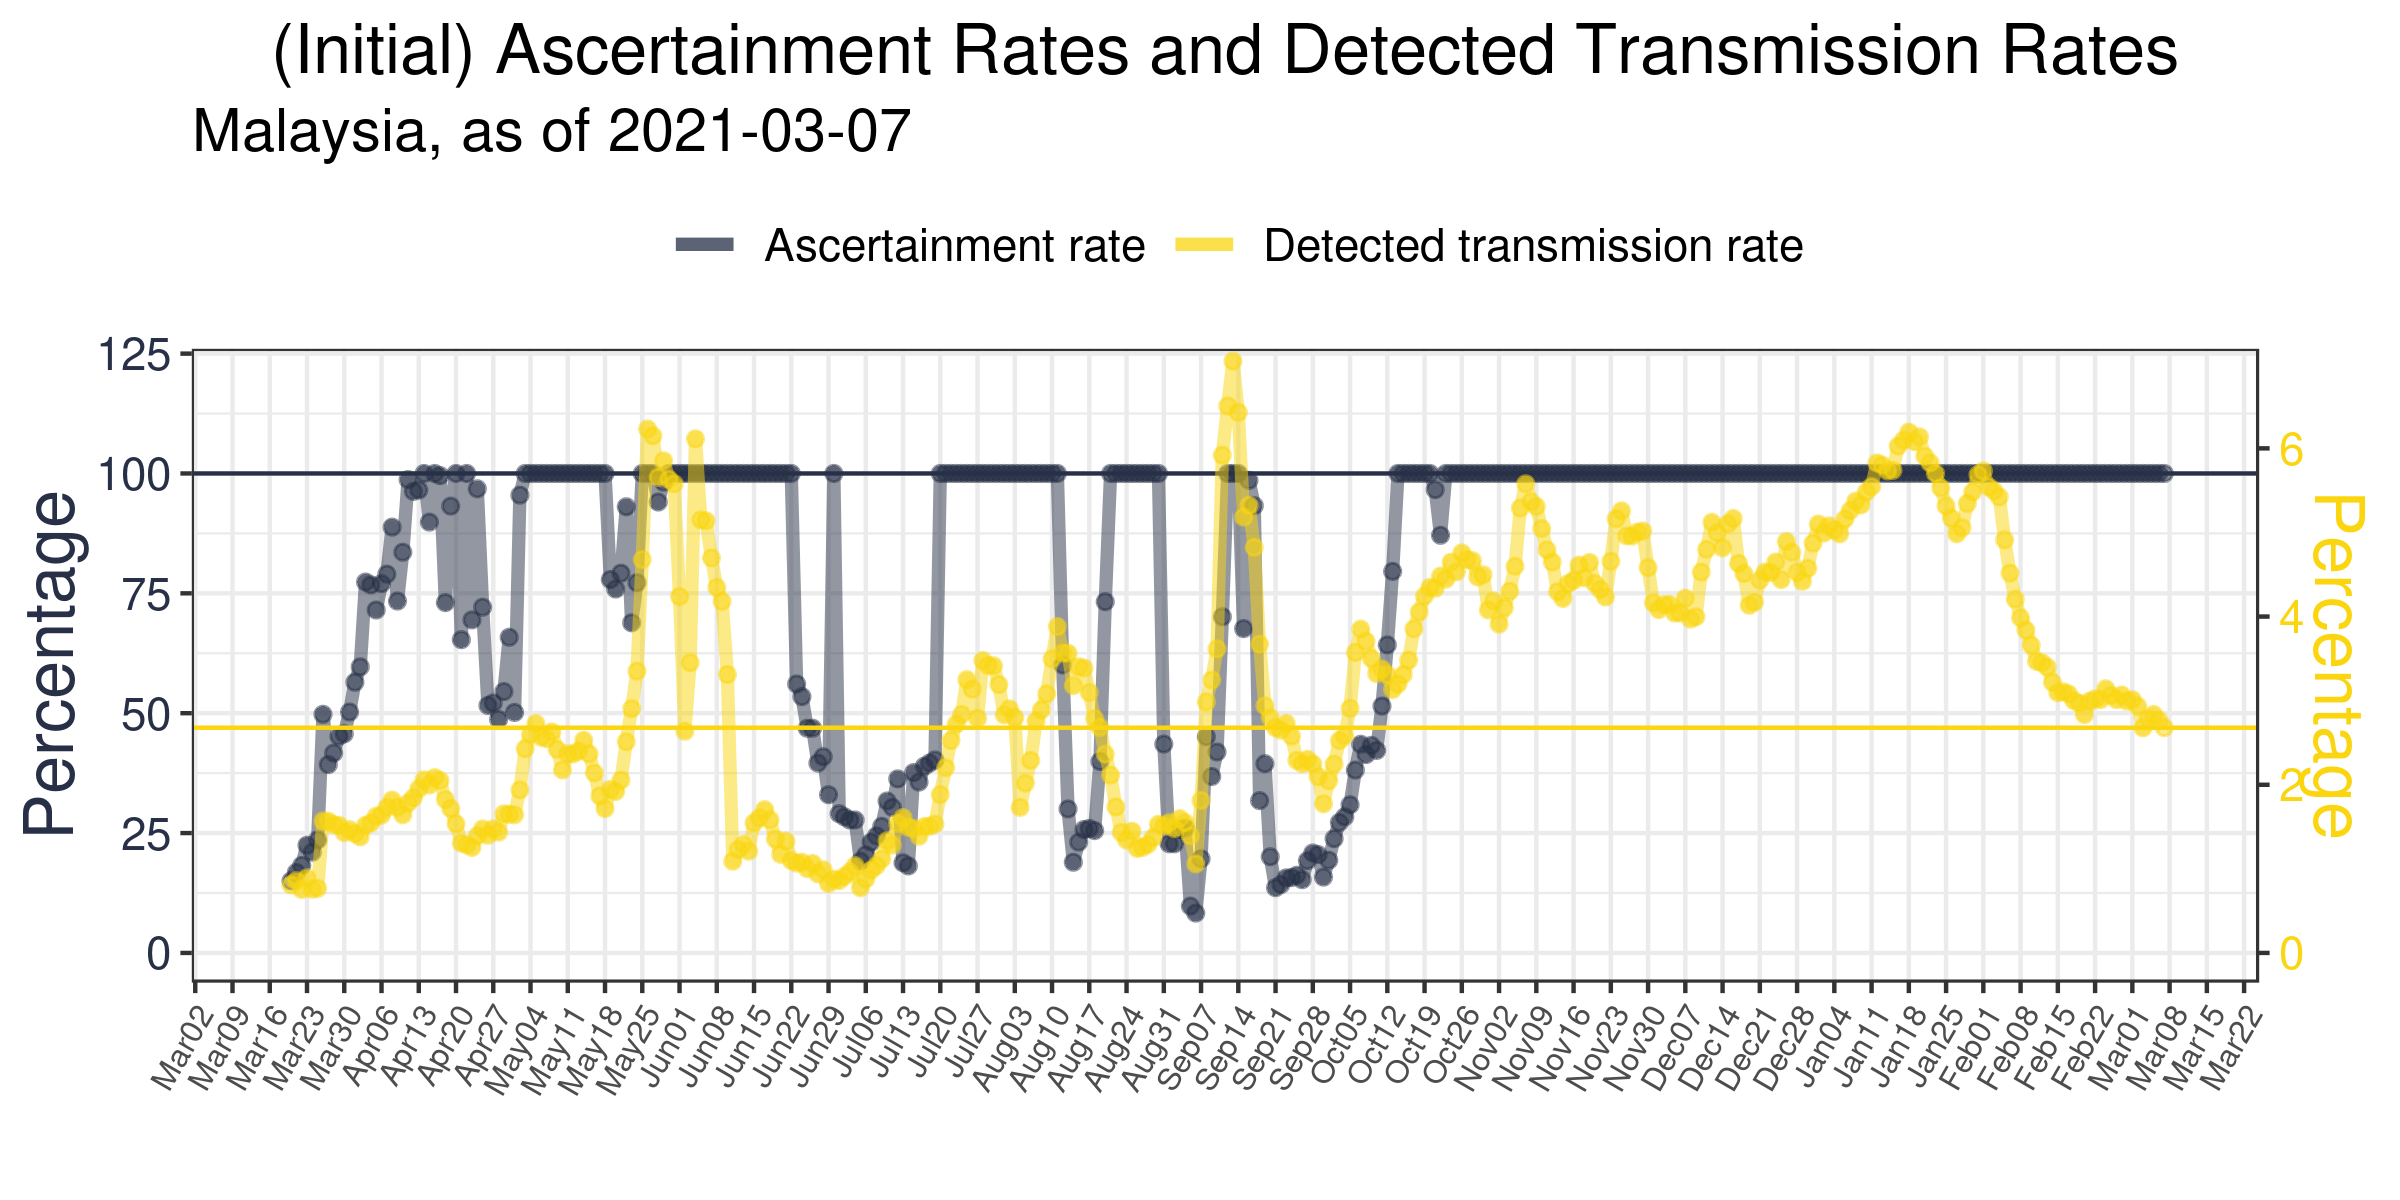 (Initial) Ascertainment Rates and Detected Transmission Rates
Malaysia, as of 2021-03-07
Ascertainment rate
Detected transmission rate
Percentage
125
100
75
50
25
0
6
4
2
0
Percentage
Mar02
Mar09
Mar16
Mar23
Mar30
Apr06
Apr13
Apr20
Apr27
May04
May11
May18
May25
Jun01
Jun08
Jun15
Jun22
Jun29
Jul06
Jul13
Jul20
Jul27
Aug03
Aug10
Aug17
Aug24
Aug31
Sep07
Sep14
Sep21
Sep28
Oct05
Oct12
Oct19
Oct26
Nov02
Nov09
Nov16
Nov23
Nov30
Dec07
Dec14
Dec21
Dec28
Jan04
Jan11
Jan18
Jan25
Feb01
Feb08
Feb15
Feb22
Mar01
Mar08
Mar15
Mar22